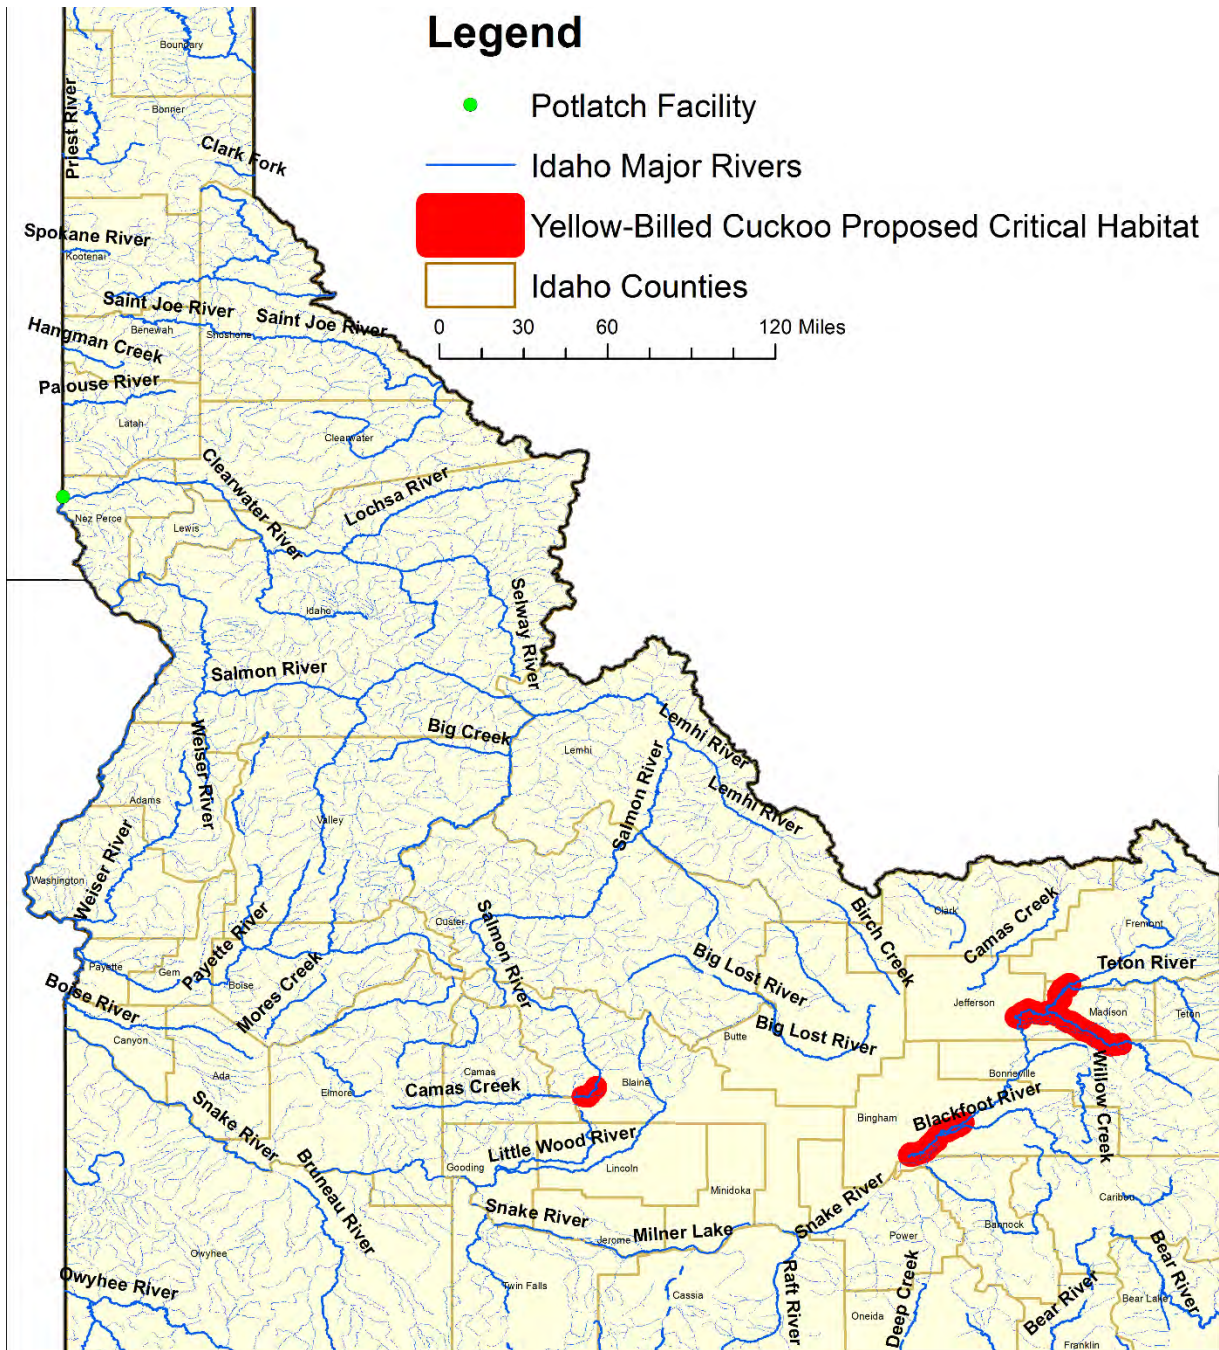 Legend
Potlatch Facility
Idaho Major Rivers
Yellow-Billed Cuckoo Proposed Critical Habitat
Idaho Counties
0 30 60 120 Miles
Boundary
Bonner
Priest River
Clark Fork
Spokane River
Kootenai
Saint Joe River
Saint Joe River
Benewah
Shoshone
Hangman Creek
Palouse River
Latah
Clearwater
Clearwater River
Lochsa River
Nez Perce
Lewis
Idaho
Selway River
Salmon River
Big Creek
Weiser River
Lemhi
Lemhi River
Lemhi River
Salmon River
Adams
Valley
Weiser River
Washington
Payette River
Custer
Salmon River
Birch Creek
Clark
Camas Creek
Fremont
Teton River
Payette
Gem
Boise
Mores Creek
Big Lost River
Big Lost River
Butte
Jefferson
Madison
Teton
Boise River
Canyon
Ada
Elmore
Camas
Camas Creek
Blaine
Bonneville
Willow Creek
Bingham
Blackfoot River
Snake River
Bruneau River
Little Wood River
Gooding
Lincoln
Minidoka
Snake River
Caribou
Snake River
Jerome
Milner Lake
Power
Bannock
Owyhee
Owyhee River
Twin Falls
Cassia
Raft River
Oneida
Deep Creek
Bear River
Bear River
Bear Lake
Franklin